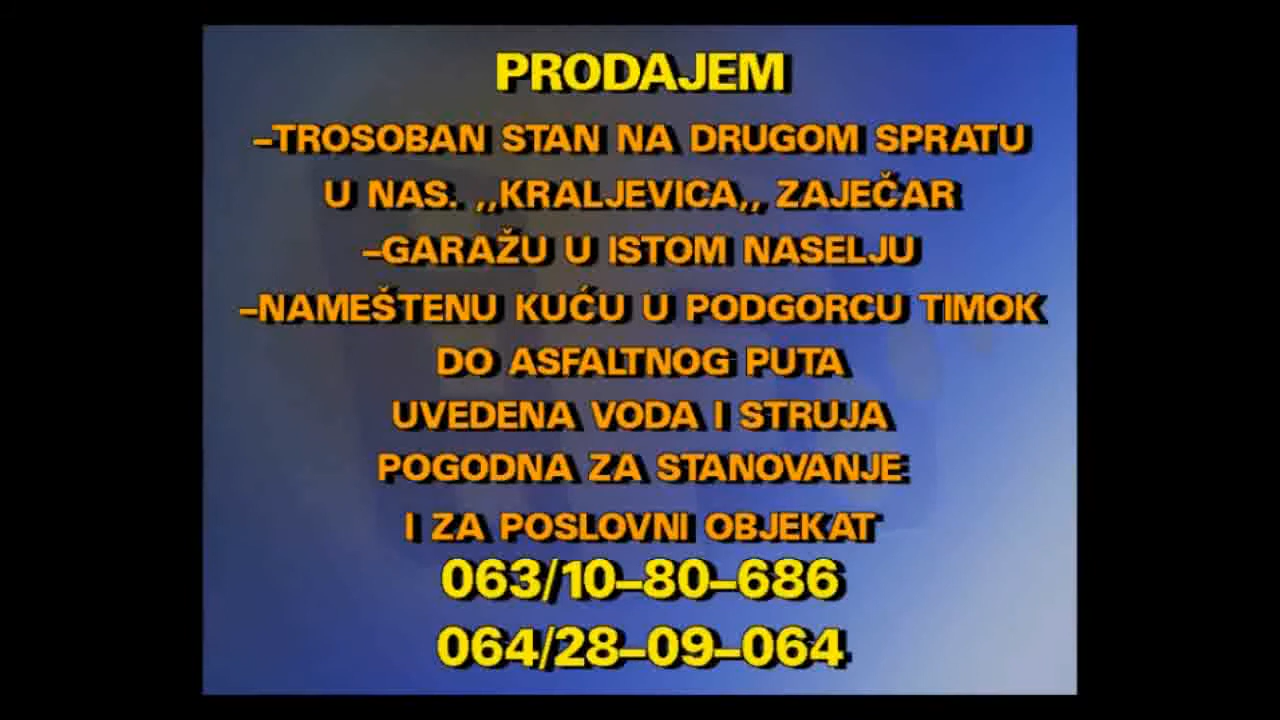 PRODAJEM
–TROSOBAN STAN NA DRUGOM SPRATU
U NAS. ,,KRALJEVICA,, ZAJEČAR
–GARAŽU U ISTOM NASELJU
–NAMEŠTENU KUĆU U PODGORCU TIMOK
DO ASFALTNOG PUTA
UVEDENA VODA I STRUJA
POGODNA ZA STANOVANJE
I ZA POSLOVNI OBJEKAT
063/10–80–686
064/28–09–064